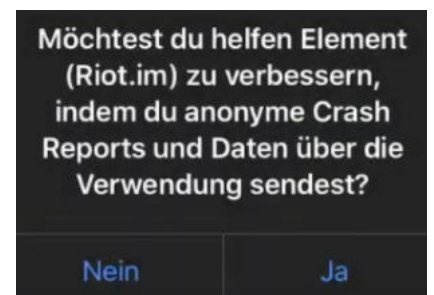 Möchtest du helfen Element
(Riot.im) zu verbessern,
indem du anonyme Crash
Reports und Daten über die
Verwendung sendest?
Nein Ja